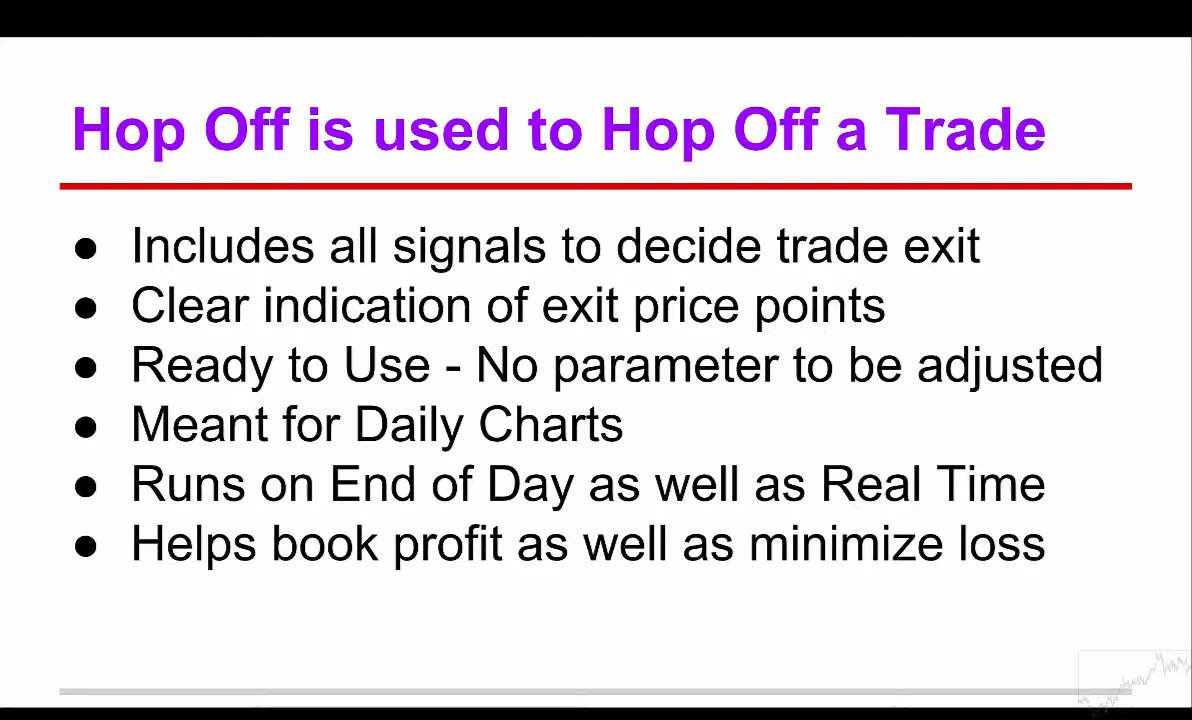 Hop Off is used to Hop Off a Trade
● Includes all signals to decide trade exit
● Clear indication of exit price points
● Ready to Use - No parameter to be adjusted
● Meant for Daily Charts
● Runs on End of Day as well as Real Time
● Helps book profit as well as minimize loss